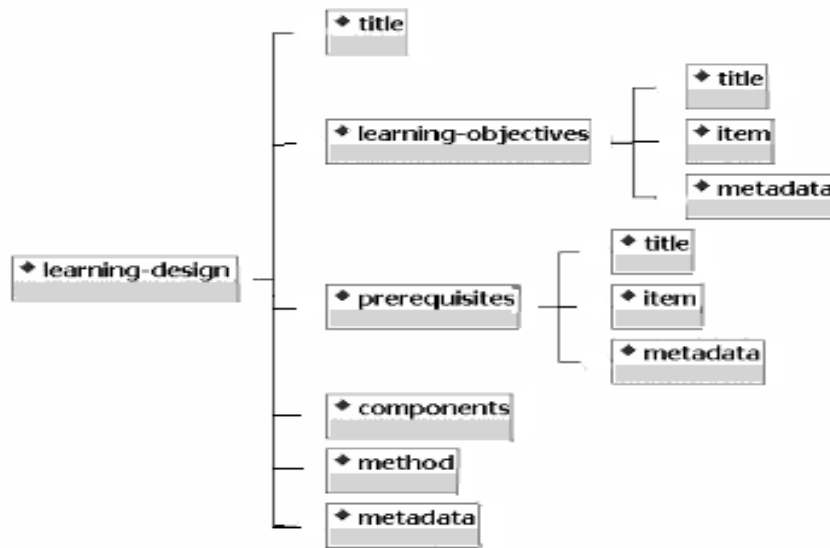 title
title
learning-objectives
item
metadata
title
learning-design
prerequisites
item
metadata
components
method
metadata